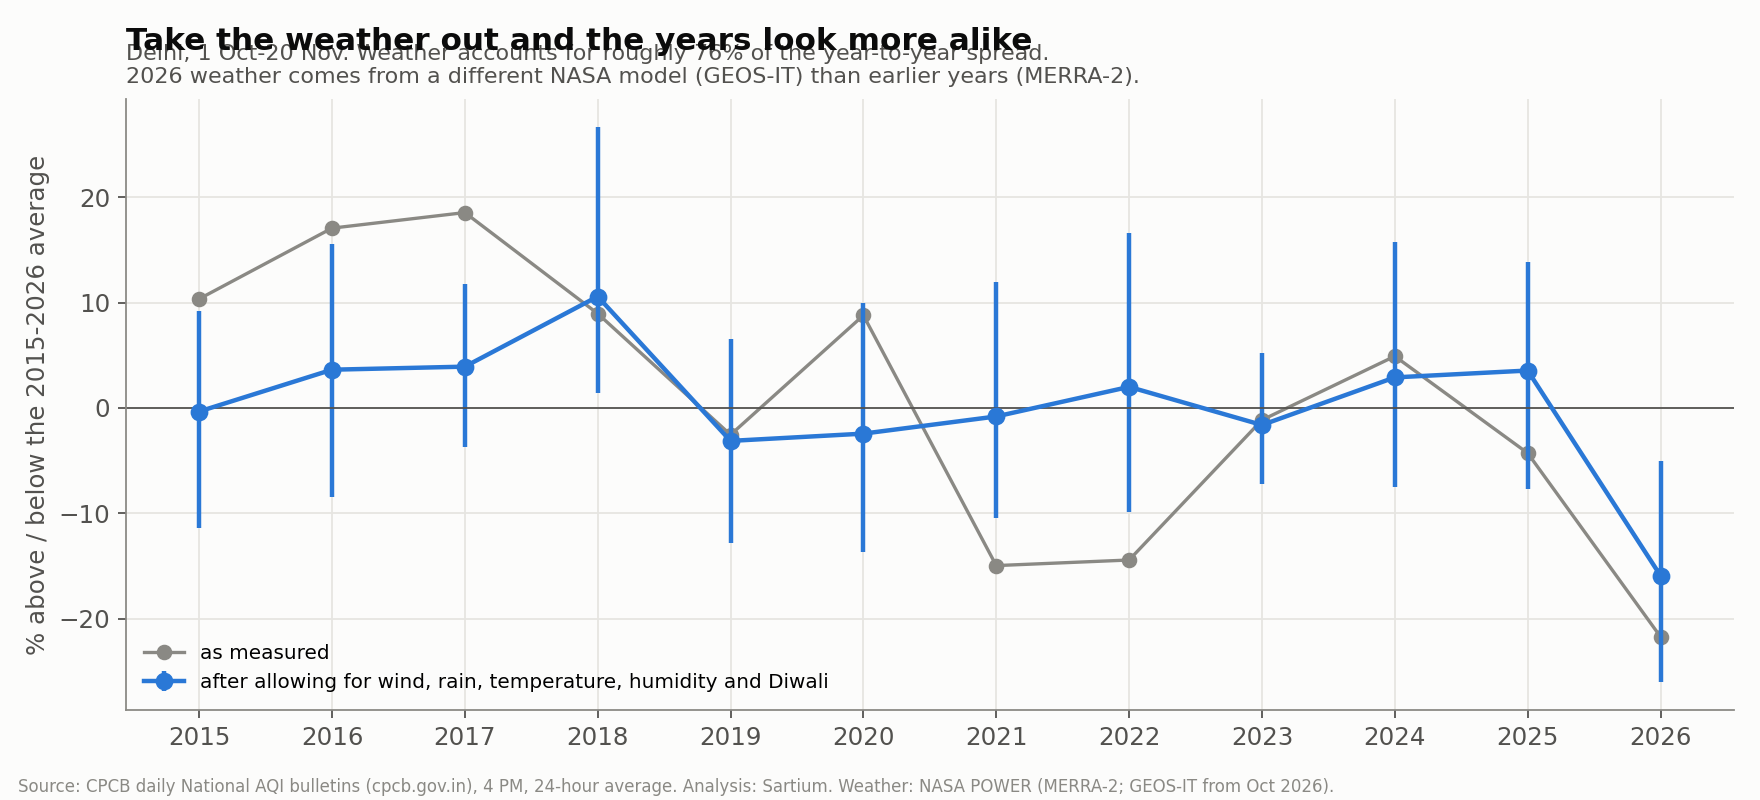 Take the weather out and the years look more alike
Delhi, 1 Oct-20 Nov. Weather accounts for roughly 76% of the year-to-year spread.
2026 weather comes from a different NASA model (GEOS-IT) than earlier years (MERRA-2).
% above / below the 2015-2026 average
20
10
0
−10
−20
as measured
after allowing for wind, rain, temperature, humidity and Diwali
2015 2016 2017 2018 2019 2020 2021 2022 2023 2024 2025 2026
Source: CPCB daily National AQI bulletins (cpcb.gov.in), 4 PM, 24-hour average. Analysis: Sartium. Weather: NASA POWER (MERRA-2; GEOS-IT from Oct 2026).